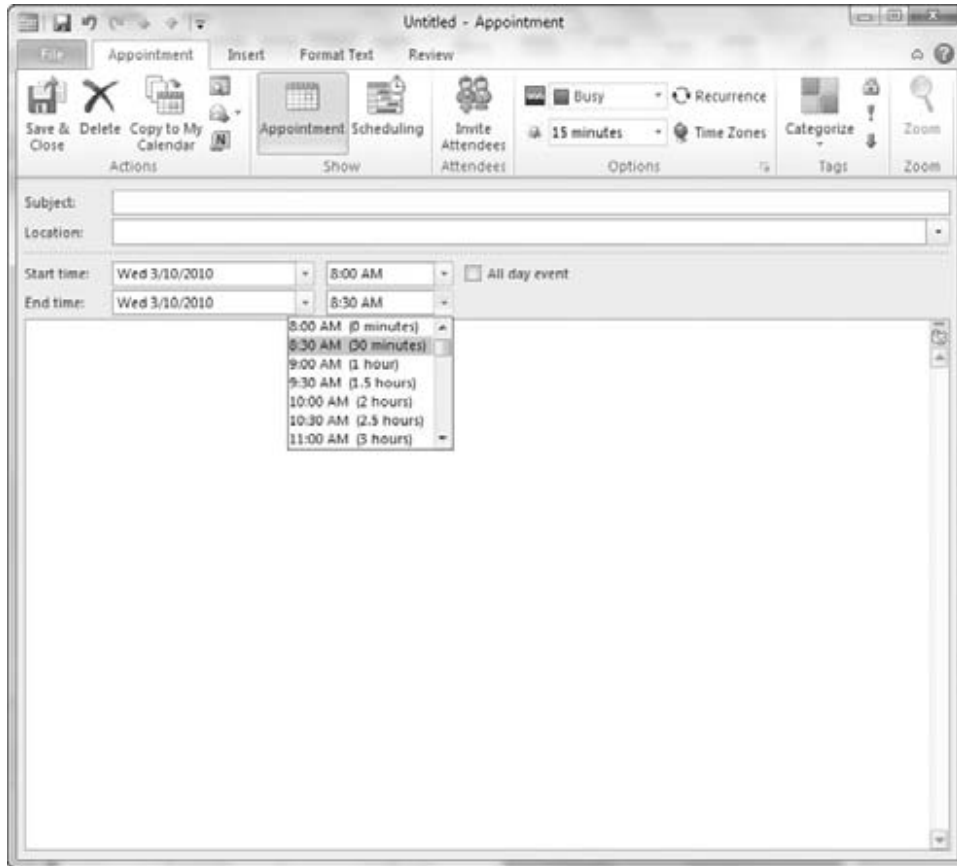 Untitled - Appointment
File Appointment Insert Format Text Review
Save & Close Delete Copy to My Calendar Appointment Scheduling Invite Attendees Busy Recurrence Categorize Zoom
15 minutes Time Zones
Actions Show Attendees Options Tags Zoom
Subject:
Location:
Start time: Wed 3/10/2010 8:00 AM All day event
End time: Wed 3/10/2010 8:30 AM
8:00 AM (0 minutes)
8:30 AM (30 minutes)
9:00 AM (1 hour)
9:30 AM (1.5 hours)
10:00 AM (2 hours)
10:30 AM (2.5 hours)
11:00 AM (3 hours)